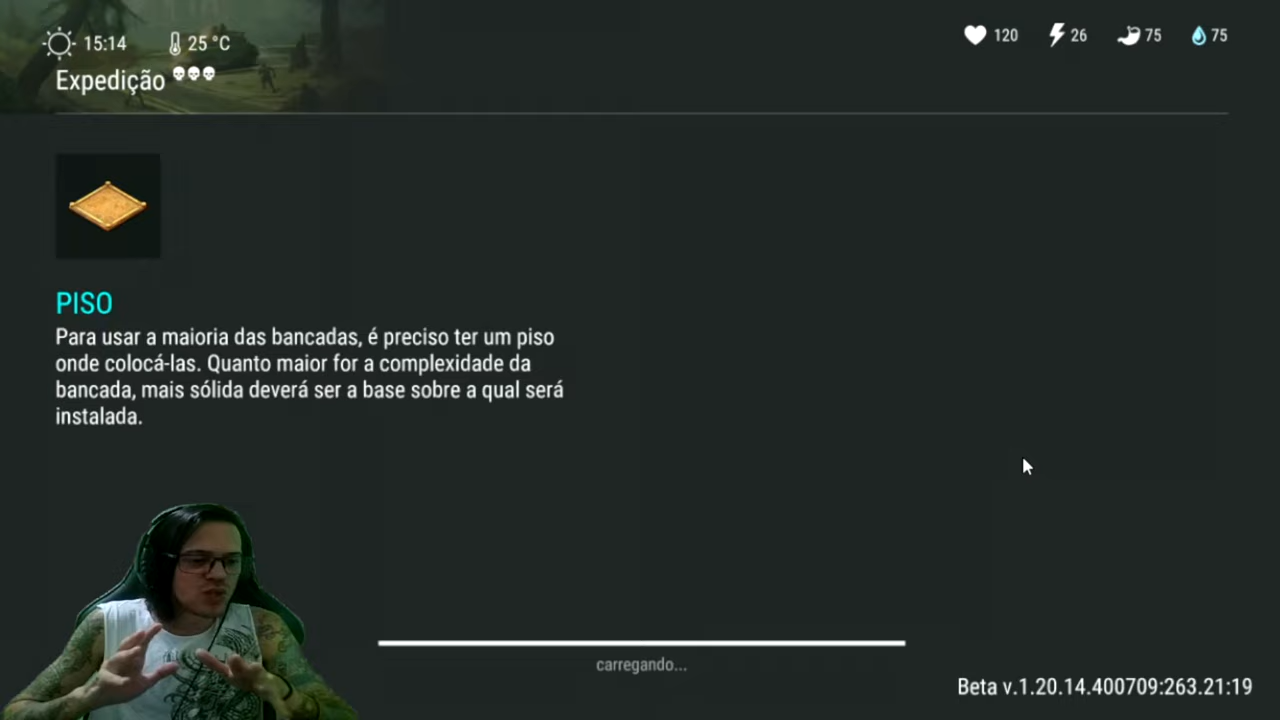 15:14 25 °C
120 26 75 75
Expedição
PISO
Para usar a maioria das bancadas, é preciso ter um piso
onde colocá-las. Quanto maior for a complexidade da
bancada, mais sólida deverá ser a base sobre a qual será
instalada.
carregando...
Beta v.1.20.14.400709:263.21:19